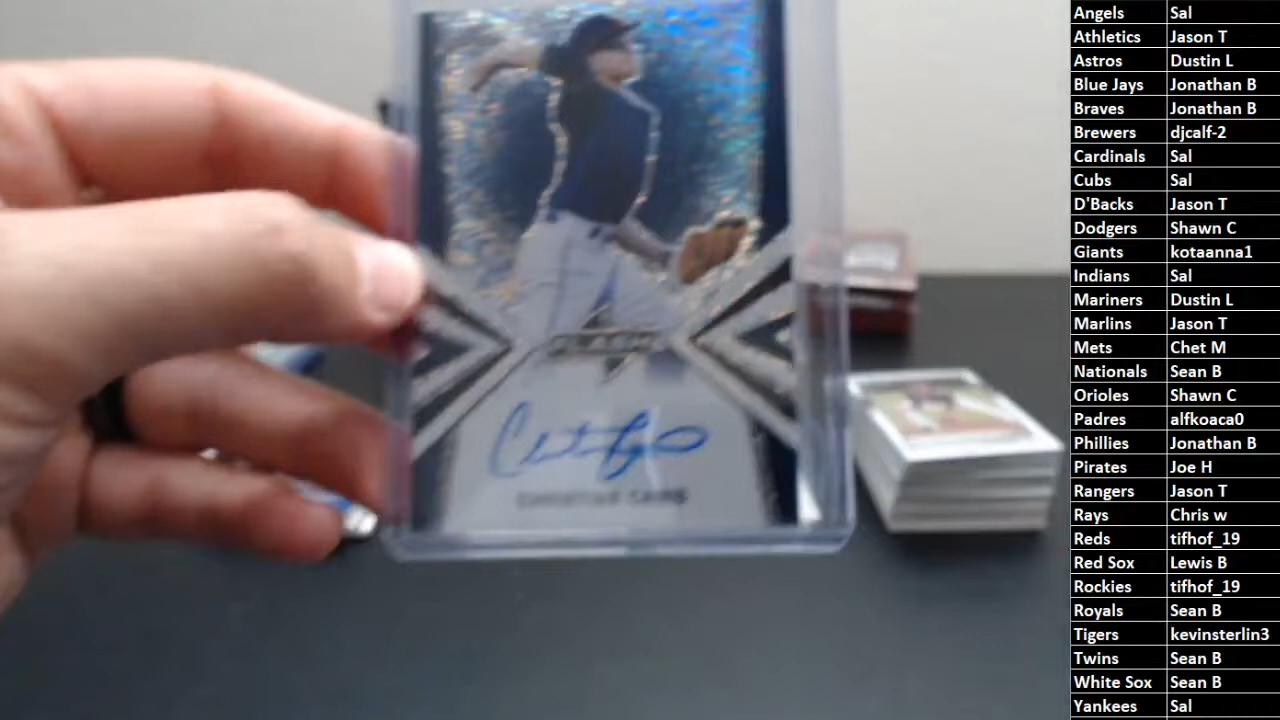 Angels Sal
Athletics Jason T
Astros Dustin L
Blue Jays Jonathan B
Braves Jonathan B
Brewers djcalf-2
Cardinals Sal
Cubs Sal
D'Backs Jason T
Dodgers Shawn C
Giants kotaanna1
Indians Sal
Mariners Dustin L
Marlins Jason T
Mets Chet M
Nationals Sean B
Orioles Shawn C
Padres alfkoaca0
Phillies Jonathan B
Pirates Joe H
Rangers Jason T
Rays Chris w
Reds tifhof_19
Red Sox Lewis B
Rockies tifhof_19
Royals Sean B
Tigers kevinsterlin3
Twins Sean B
White Sox Sean B
Yankees Sal